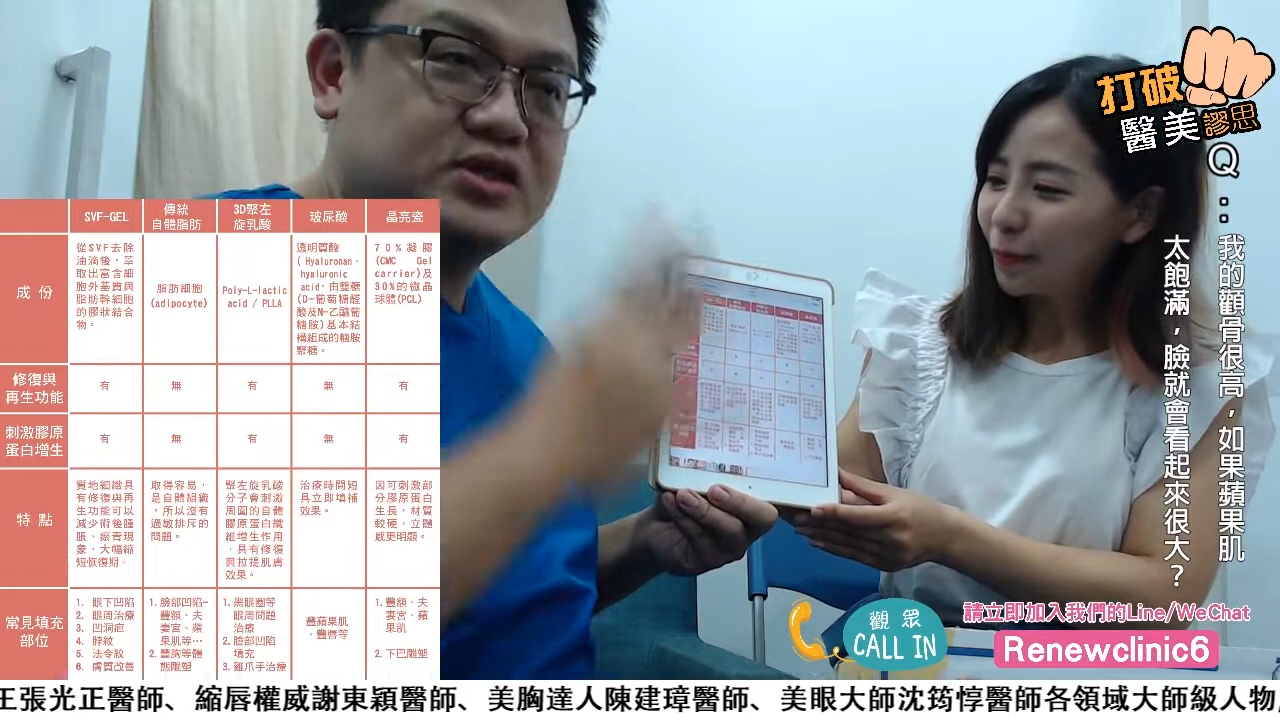 打破
醫美謬思
Q：我的顴骨很高，如果蘋果肌
太飽滿，臉就會看起來很大？
SVF-GEL
傳統
自體脂肪
3D聚左
旋乳酸
玻尿酸
晶亮瓷
成 份
從SVF去除
油滴後，萃
取出富含細
胞外基質與
脂肪幹細胞
的膠狀結合
物。
脂肪細胞
(adipocyte)
Poly-L-lactic
acid / PLLA
透明質酸
( Hyaluronan、
hyaluronic
acid，由雙糖
(D-葡萄糖醛
酸及N-乙醯葡
糖胺)基本結
構組成的糖胺
聚糖。
70%凝膠
(CMC Gel
carrier)及
30%的微晶
球體(PCL)
修復與
再生功能
有
無
有
無
有
刺激膠原
蛋白增生
有
無
有
無
有
特 點
質地細緻具
有修復與再
生功能可以
減少術後腫
脹、瘀青現
象，大幅縮
短恢復期。
取得容易，
是自體組織
，所以沒有
過敏排斥的
問題。
聚左旋乳酸
分子會刺激
周圍的自體
膠原蛋白纖
維增生作用
，具有修復
與拉提肌膚
效果。
治療時間短
具立即填補
效果。
因可刺激部
分膠原蛋白
生長，材質
較硬，立體
感更明顯。
常見填充
部位
1. 眼下凹陷
2. 眼周治療
3. 凹洞疤
4. 脖紋
5. 法令紋
6. 膚質改善
1.臉部凹陷-
豐額、夫
妻宮、蘋
果肌等…
2.豐胸等體
態雕塑
1.黑眼圈等
眼周問題
治療
2.臉部凹陷
填充
3.雞爪手治療
豐蘋果肌
、豐唇等
1.豐額、夫
妻宮、蘋
果肌
2.下巴雕塑
觀眾
CALL IN
請立即加入我們的Line/WeChat
Renewclinic6
王張光正醫師、縮唇權威謝東穎醫師、美胸達人陳建璋醫師、美眼大師沈筠惇醫師各領域大師級人物